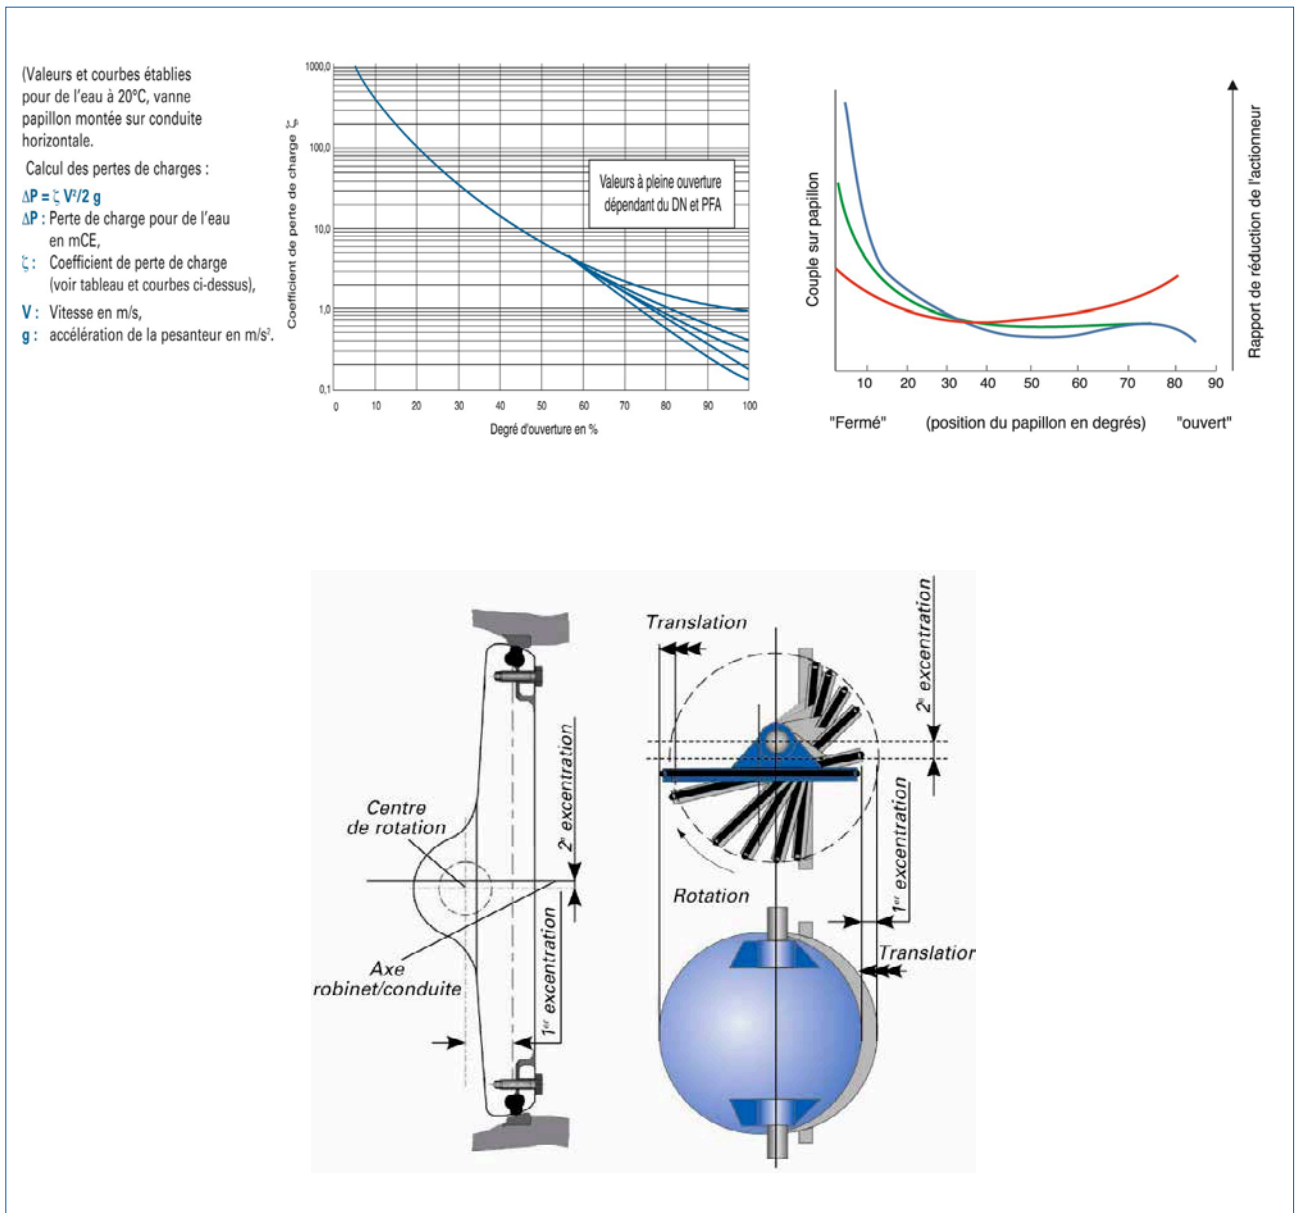 (Valeurs et courbes établies
pour de l'eau à 20°C, vanne
papillon montée sur conduite
horizontale.
Calcul des pertes de charges :
ΔP = ζ V²/2 g
ΔP : Perte de charge pour de l'eau
en mCE,
ζ : Coefficient de perte de charge
(voir tableau et courbes ci-dessus),
V : Vitesse en m/s,
g : accélération de la pesanteur en m/s².
Coefficient de perte de charge ζ
1000,0
100,0
10,0
1,0
0,1
Valeurs à pleine ouverture
dépendant du DN et PFA
0 10 20 30 40 50 60 70 80 90 100
Degré d'ouverture en %
Couple sur papillon
Rapport de réduction de l'actionneur
10 20 30 40 50 60 70 80 90
"Fermé" (position du papillon en degrés) "ouvert"
Centre
de rotation
2e excentration
Axe
robinet/conduite
1er excentration
Translation
2e excentration
Rotation
1er excentration
Translation